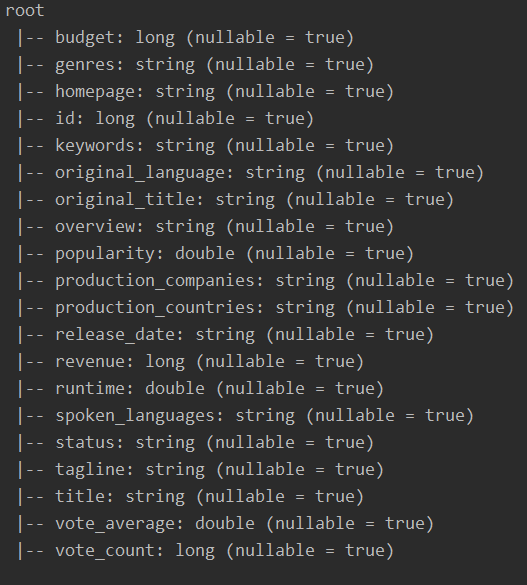 root
 |-- budget: long (nullable = true)
 |-- genres: string (nullable = true)
 |-- homepage: string (nullable = true)
 |-- id: long (nullable = true)
 |-- keywords: string (nullable = true)
 |-- original_language: string (nullable = true)
 |-- original_title: string (nullable = true)
 |-- overview: string (nullable = true)
 |-- popularity: double (nullable = true)
 |-- production_companies: string (nullable = true)
 |-- production_countries: string (nullable = true)
 |-- release_date: string (nullable = true)
 |-- revenue: long (nullable = true)
 |-- runtime: double (nullable = true)
 |-- spoken_languages: string (nullable = true)
 |-- status: string (nullable = true)
 |-- tagline: string (nullable = true)
 |-- title: string (nullable = true)
 |-- vote_average: double (nullable = true)
 |-- vote_count: long (nullable = true)